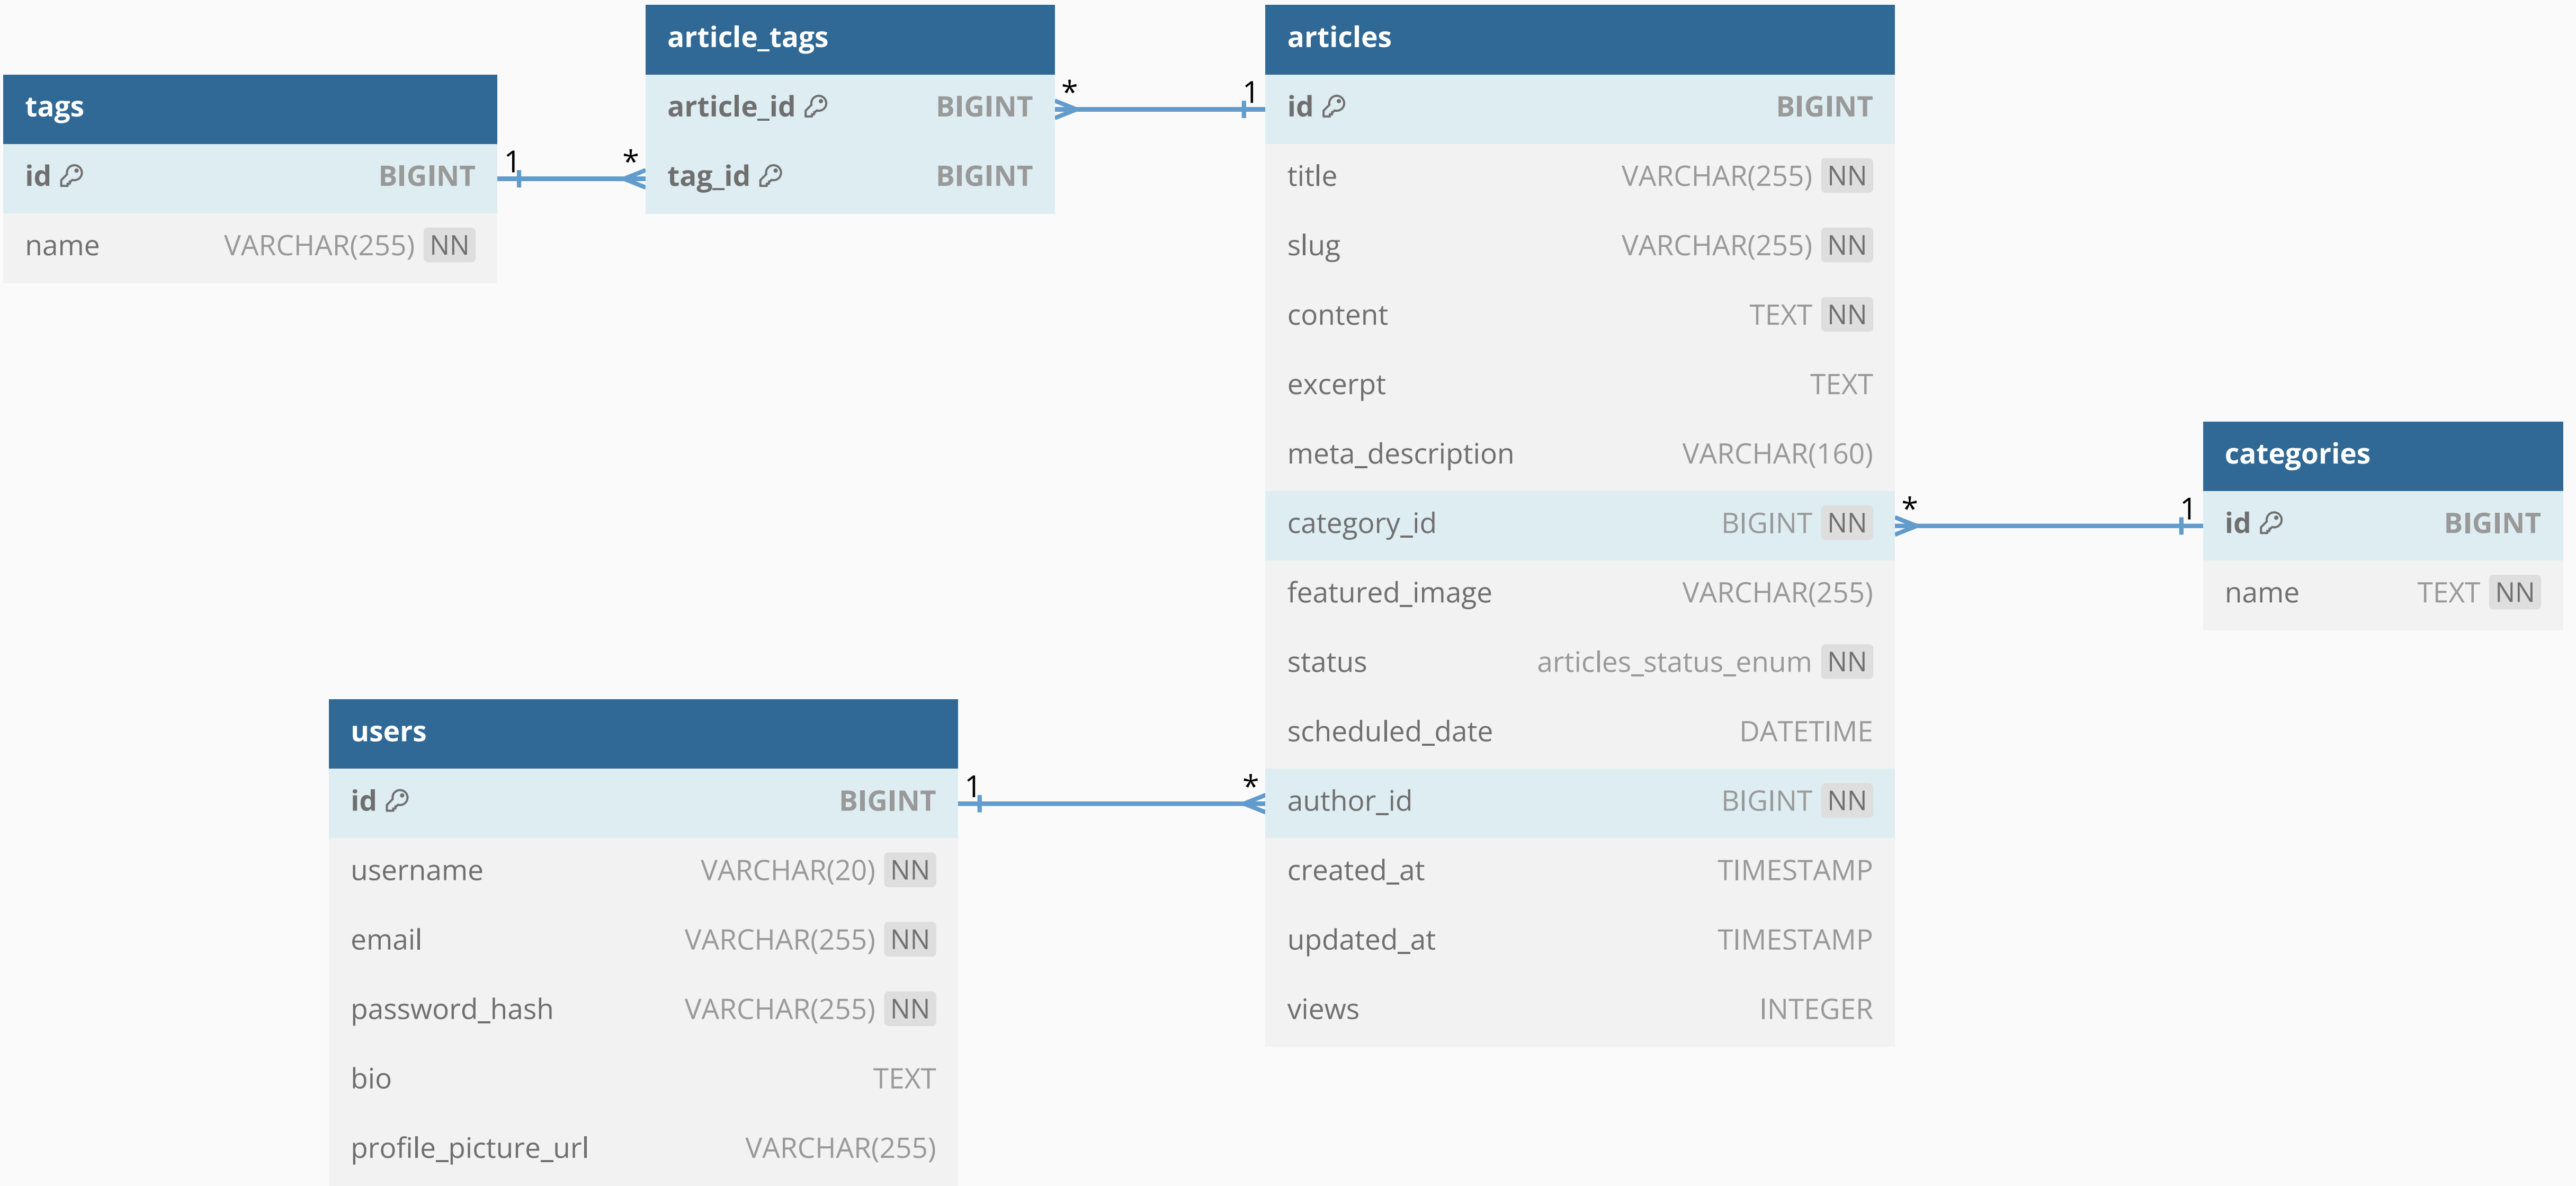 tags
id BIGINT
name VARCHAR(255) NN
1 *
article_tags
article_id BIGINT
tag_id BIGINT
* 1
articles
id BIGINT
title VARCHAR(255) NN
slug VARCHAR(255) NN
content TEXT NN
excerpt TEXT
meta_description VARCHAR(160)
category_id BIGINT NN
featured_image VARCHAR(255)
status articles_status_enum NN
scheduled_date DATETIME
author_id BIGINT NN
created_at TIMESTAMP
updated_at TIMESTAMP
views INTEGER
* 1
categories
id BIGINT
name TEXT NN
users
id BIGINT
username VARCHAR(20) NN
email VARCHAR(255) NN
password_hash VARCHAR(255) NN
bio TEXT
profile_picture_url VARCHAR(255)
1 *